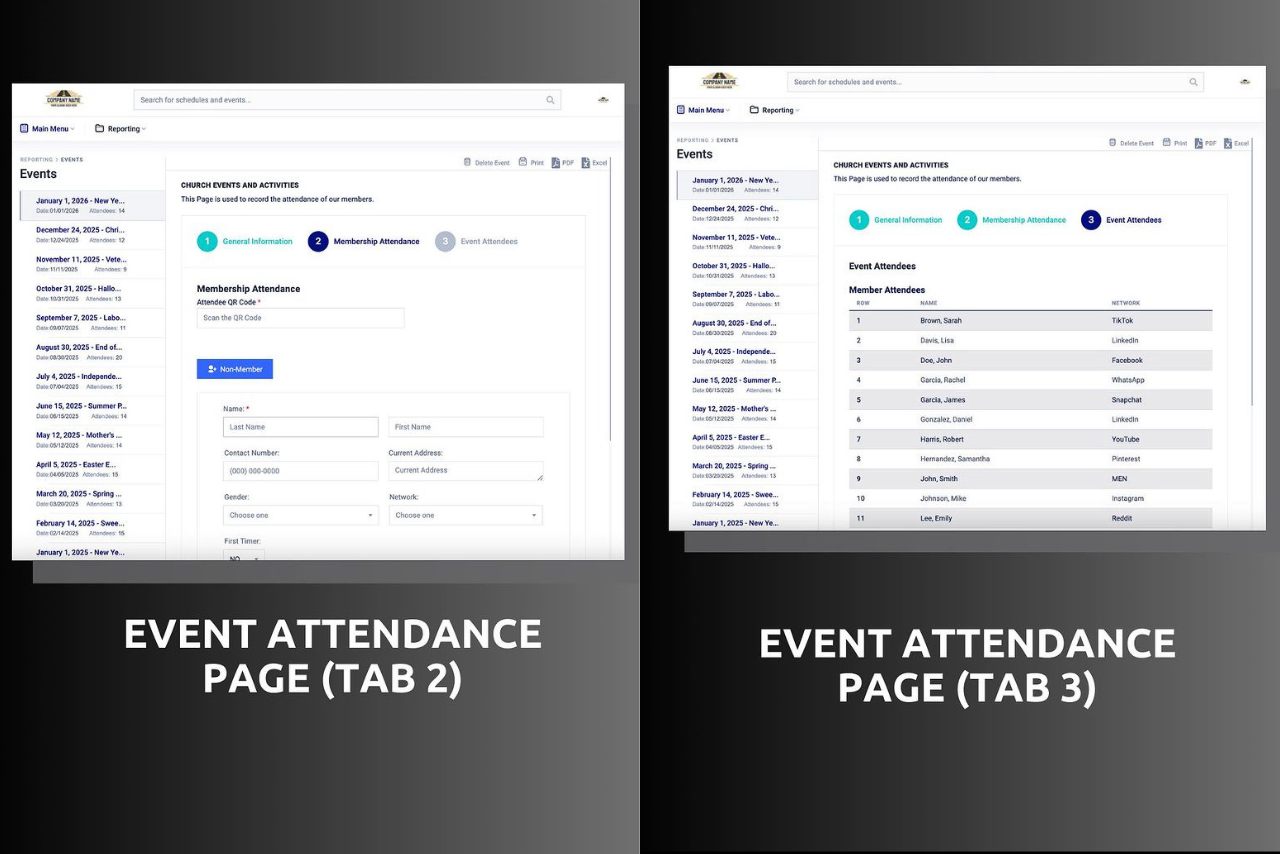 COMPANY NAME
Search for schedules and events...
Main Menu
Reporting
REPORTING > EVENTS
Events
Delete Event
Print
PDF
Excel
January 1, 2026 - New Ye...
Date:01/01/2026 Attendees: 14
December 24, 2025 - Chri...
Date:12/24/2025 Attendees: 12
November 11, 2025 - Vete...
Date:11/11/2025 Attendees: 9
October 31, 2025 - Hallo...
Date:10/31/2025 Attendees: 13
September 7, 2025 - Labo...
Date:09/07/2025 Attendees: 11
August 30, 2025 - End of...
Date:08/30/2025 Attendees: 20
July 4, 2025 - Independe...
Date:07/04/2025 Attendees: 15
June 15, 2025 - Summer P...
Date:06/15/2025 Attendees: 14
May 12, 2025 - Mother's ...
Date:05/12/2025 Attendees: 14
April 5, 2025 - Easter E...
Date:04/05/2025 Attendees: 15
March 20, 2025 - Spring ...
Date:03/20/2025 Attendees: 13
February 14, 2025 - Swee...
Date:02/14/2025 Attendees: 15
January 1, 2025 - New Ye...
CHURCH EVENTS AND ACTIVITIES
This Page is used to record the attendance of our members.
1 General Information
2 Membership Attendance
3 Event Attendees
Membership Attendance
Attendee QR Code *
Scan the QR Code
Non-Member
Name: *
Last Name
First Name
Contact Number:
Current Address:
(000) 000-0000
Current Address
Gender:
Network:
Choose one
Choose one
First Timer:
NO
EVENT ATTENDANCE
PAGE (TAB 2)
COMPANY NAME
Search for schedules and events...
Main Menu
Reporting
REPORTING > EVENTS
Events
Delete Event
Print
PDF
Excel
January 1, 2026 - New Ye...
Date:01/01/2026 Attendees: 14
December 24, 2025 - Chri...
Date:12/24/2025 Attendees: 12
November 11, 2025 - Vete...
Date:11/11/2025 Attendees: 9
October 31, 2025 - Hallo...
Date:10/31/2025 Attendees: 13
September 7, 2025 - Labo...
Date:09/07/2025 Attendees: 11
August 30, 2025 - End of...
Date:08/30/2025 Attendees: 20
July 4, 2025 - Independe...
Date:07/04/2025 Attendees: 15
June 15, 2025 - Summer P...
Date:06/15/2025 Attendees: 14
May 12, 2025 - Mother's ...
Date:05/12/2025 Attendees: 14
April 5, 2025 - Easter E...
Date:04/05/2025 Attendees: 15
March 20, 2025 - Spring ...
Date:03/20/2025 Attendees: 13
February 14, 2025 - Swee...
Date:02/14/2025 Attendees: 15
January 1, 2025 - New Ye...
CHURCH EVENTS AND ACTIVITIES
This Page is used to record the attendance of our members.
1 General Information
2 Membership Attendance
3 Event Attendees
Event Attendees
Member Attendees
ROW NAME NETWORK
1 Brown, Sarah TikTok
2 Davis, Lisa LinkedIn
3 Doe, John Facebook
4 Garcia, Rachel WhatsApp
5 Garcia, James Snapchat
6 Gonzalez, Daniel LinkedIn
7 Harris, Robert YouTube
8 Hernandez, Samantha Pinterest
9 John, Smith MEN
10 Johnson, Mike Instagram
11 Lee, Emily Reddit
EVENT ATTENDANCE
PAGE (TAB 3)